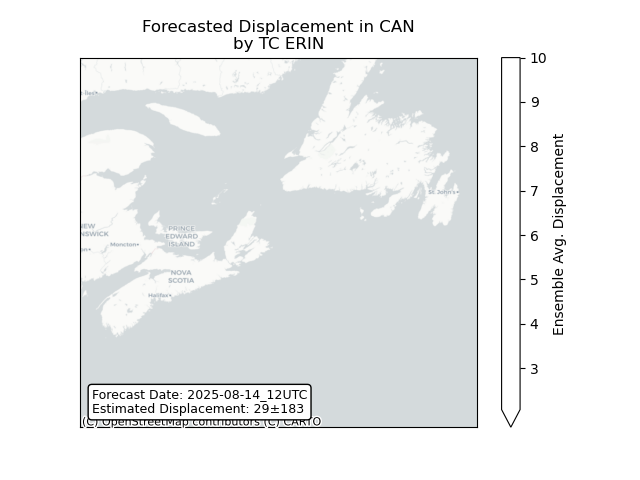 Forecasted Displacement in CAN
by TC ERIN
10
9
8
7
6
5
4
3
Ensemble Avg. Displacement
St. John's
PRINCE
EDWARD
ISLAND
Moncton
NOVA
SCOTIA
Halifax
Forecast Date: 2025-08-14_12UTC
Estimated Displacement: 29±183
(C) OpenStreetMap contributors (C) CARTO